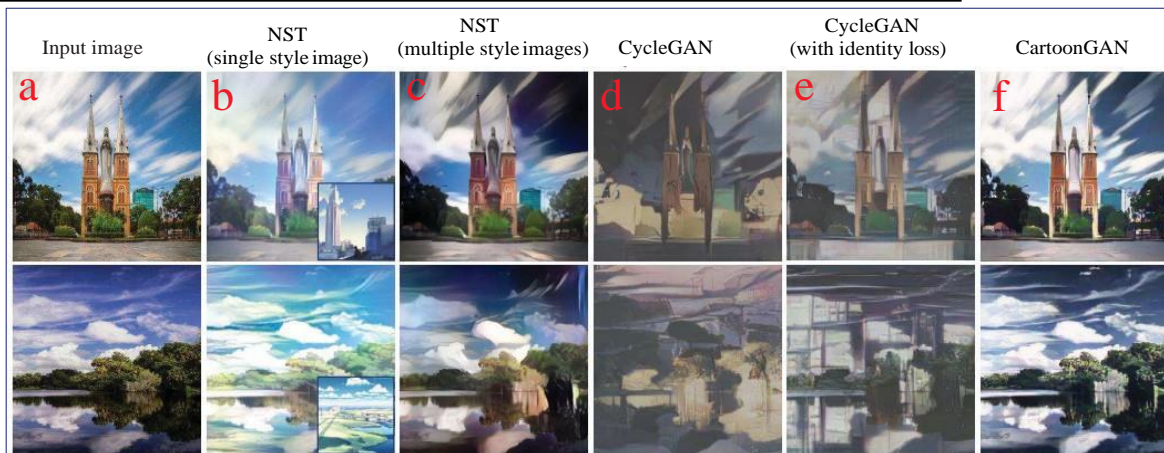 Input image
NST
(single style image)
NST
(multiple style images)
CycleGAN
CycleGAN
(with identity loss)
CartoonGAN
a
b
c
d
e
f